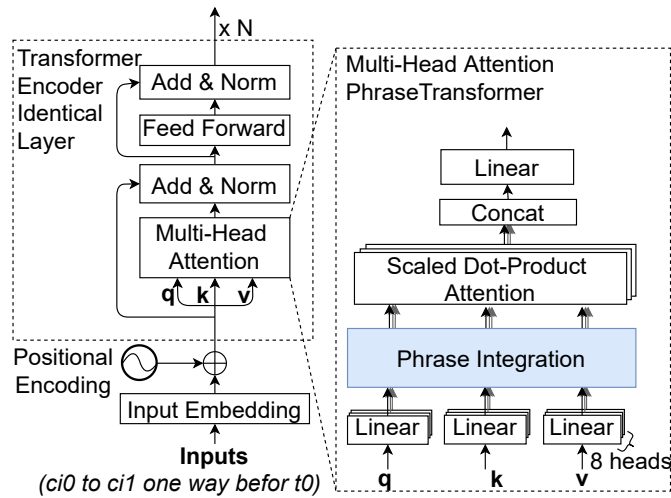 x N
Transformer
Encoder
Identical
Layer
Add & Norm
Feed Forward
Add & Norm
Multi-Head
Attention
q k v
Positional
Encoding
Input Embedding
Inputs
(ci0 to ci1 one way befor t0)
Multi-Head Attention
PhraseTransformer
Linear
Concat
Scaled Dot-Product
Attention
Phrase Integration
Linear Linear Linear
8 heads
q k v